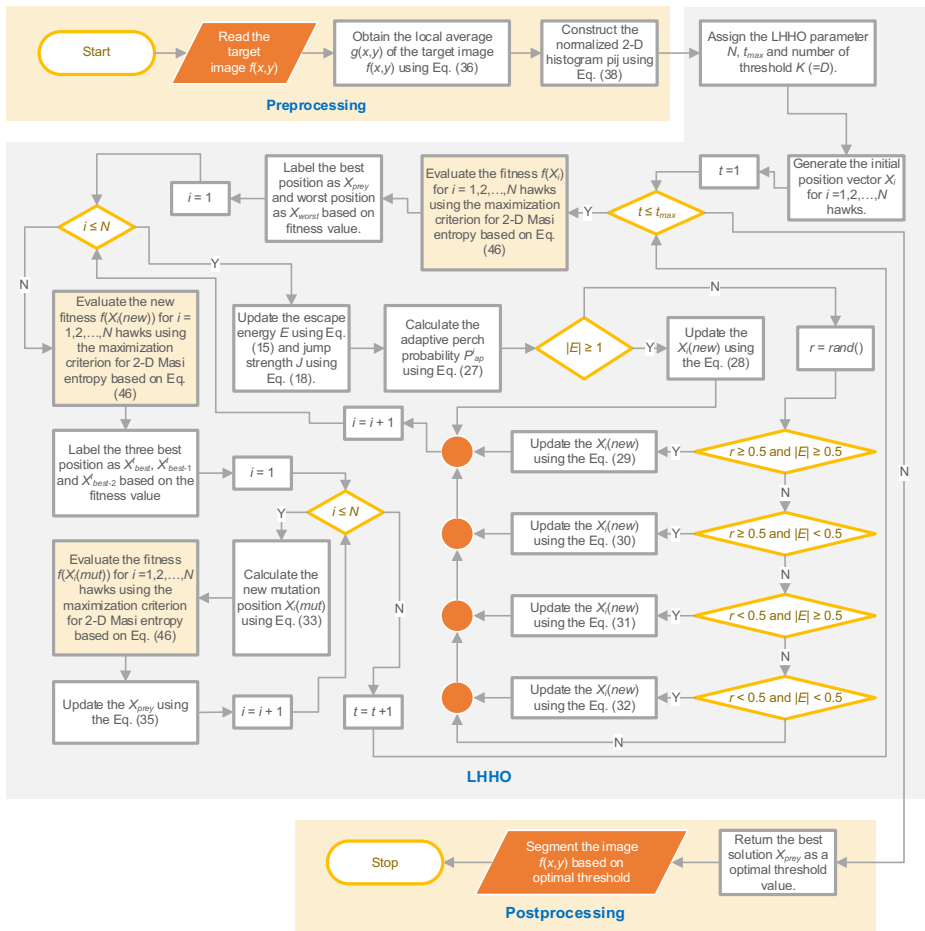 Start
Read the
target
image f(x,y)
Obtain the local average
g(x,y) of the target image
f(x,y) using Eq. (36)
Construct the
normalized 2-D
histogram pij using
Eq. (38)
Assign the LHHO parameter
N, tmax and number of
threshold K (=D).
Preprocessing
Generate the initial
position vector Xi
for i=1,2,…,N
hawks.
t =1
t ≤ tmax
Y
N
Evaluate the fitness f(Xi)
for i = 1,2,…,N hawks
using the maximization
criterion for 2-D Masi
entropy based on Eq.
(46)
Label the best
position as Xprey
and worst position
as Xworst based on
fitness value.
i = 1
i ≤ N
Y
N
Evaluate the new
fitness f(Xi(new)) for i =
1,2,…,N hawks using
the maximization
criterion for 2-D Masi
entropy based on Eq.
(46)
Update the escape
energy E using Eq.
(15) and jump
strength J using
Eq. (18).
Calculate the
adaptive perch
probability Piap
using Eq. (27)
|E| ≥ 1
N
Y
Update the
Xi(new) using
the Eq. (28)
r = rand()
i = i + 1
Label the three best
position as Xtbest, Xtbest-1
and Xtbest-2 based on the
fitness value
i = 1
Update the Xi(new)
using the Eq. (29)
Y
r ≥ 0.5 and |E| ≥ 0.5
N
i ≤ N
Y
N
Update the Xi(new)
using the Eq. (30)
Y
r ≥ 0.5 and |E| < 0.5
N
Evaluate the fitness
f(Xi(mut)) for i =1,2,…,N
hawks using the
maximization criterion
for 2-D Masi entropy
based on Eq. (46)
Calculate the
new mutation
position Xi(mut)
using Eq. (33)
Update the Xi(new)
using the Eq. (31)
Y
r < 0.5 and |E| ≥ 0.5
N
Update the Xprey using
the Eq. (35)
i = i + 1
t = t +1
Update the Xi(new)
using the Eq. (32)
Y
r < 0.5 and |E| < 0.5
N
LHHO
Stop
Segment the image
f(x,y) based on
optimal threshold
Return the best
solution Xprey as a
optimal threshold
value.
Postprocessing